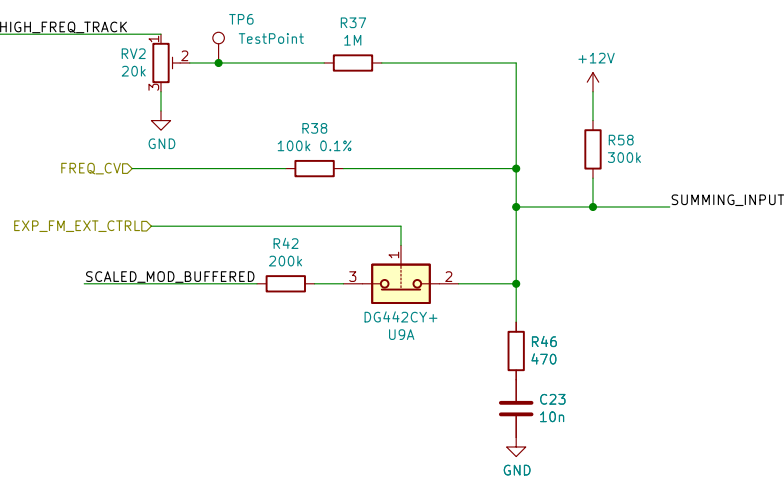 HIGH_FREQ_TRACK
TP6
TestPoint
R37
1M
1
RV2
20k
2
3
GND
+12V
R38
100k 0.1%
R58
300k
FREQ_CV
SUMMING_INPUT
EXP_FM_EXT_CTRL
R42
200k
1
SCALED_MOD_BUFFERED
3
2
DG442CY+
U9A
R46
470
C23
10n
GND